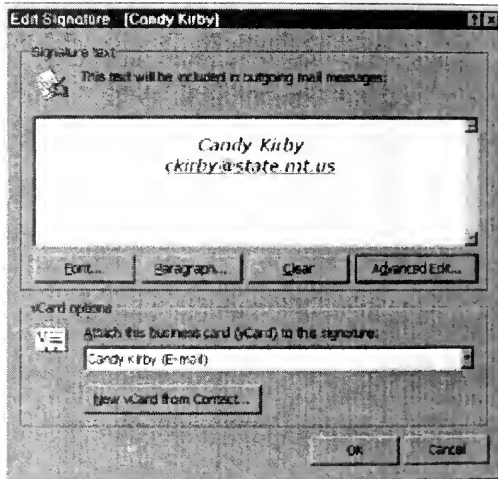 Edit Signature - [Candy Kirby]
Signature text
This text will be included in outgoing mail messages:
Candy Kirby
ckirby@state.mt.us
Font... Paragraph... Clear Advanced Edit...
vCard options
Attach this business card (vCard) to this signature:
Candy Kirby (E-mail)
New vCard from Contact...
OK Cancel